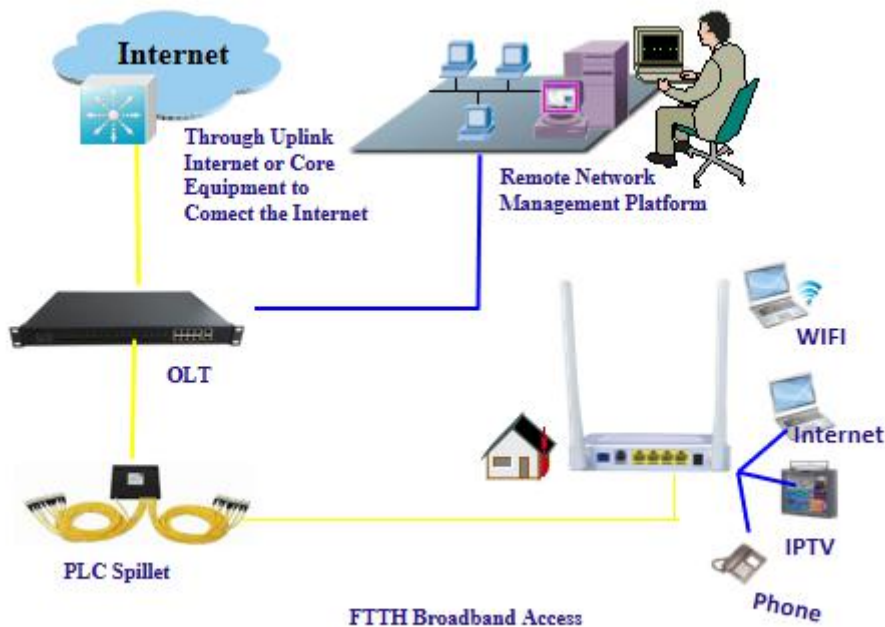 Internet
Through Uplink
Internet or Core
Equipment to
Comect the Internet
Remote Network
Management Platform
OLT
WIFI
Internet
IPTV
Phone
PLC Spillet
FTTH Broadband Access